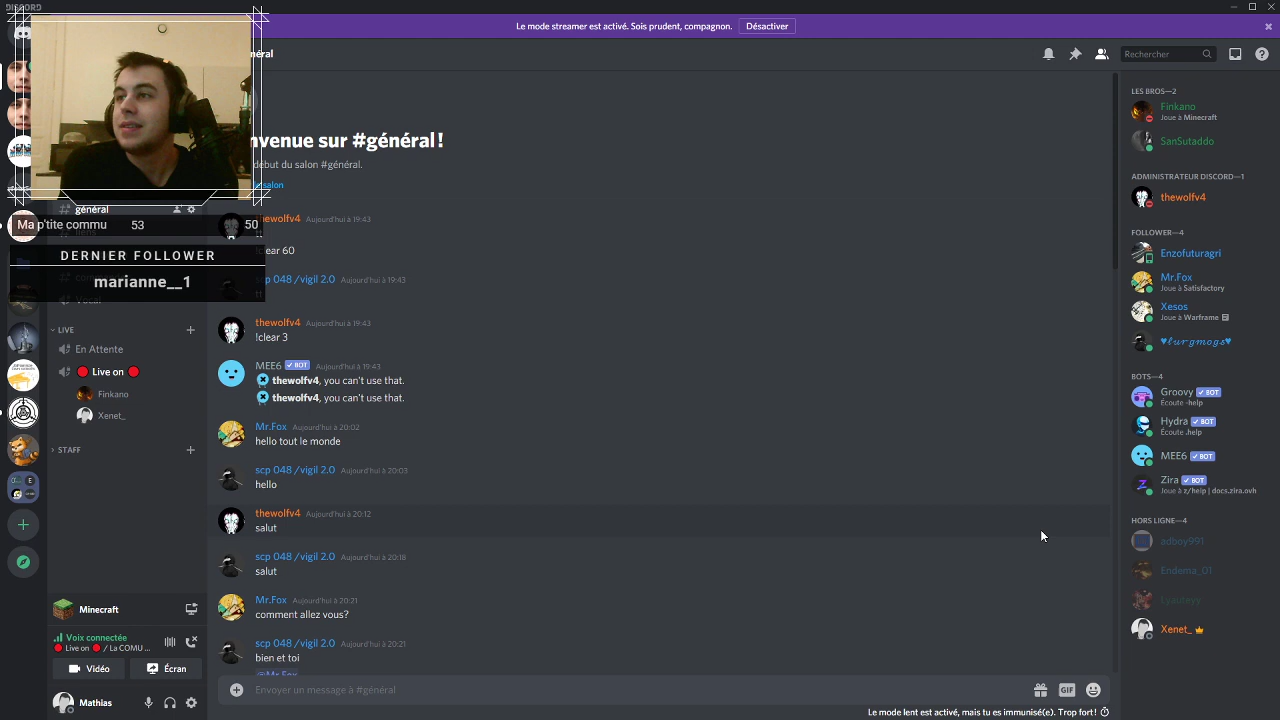 DISCORD
Le mode streamer est activé. Sois prudent, compagnon.
Désactiver
néral
Rechercher
nvenue sur #général !
début du salon #général.
salon
# général
Ma p'tite commu 53 50
DERNIER FOLLOWER
marianne__1
Vocal
LIVE
En Attente
Live on
Finkano
Xenet_
STAFF
Minecraft
Voix connectée
Live on / La COMU ...
Vidéo
Écran
Mathias
thewolfv4 Aujourd'hui à 19:43
!clear 60
scp 048 /vigil 2.0 Aujourd'hui à 19:43
thewolfv4 Aujourd'hui à 19:43
!clear 3
MEE6 BOT Aujourd'hui à 19:43
thewolfv4, you can't use that.
thewolfv4, you can't use that.
Mr.Fox Aujourd'hui à 20:02
hello tout le monde
scp 048 /vigil 2.0 Aujourd'hui à 20:03
hello
thewolfv4 Aujourd'hui à 20:12
salut
scp 048 /vigil 2.0 Aujourd'hui à 20:18
salut
Mr.Fox Aujourd'hui à 20:21
comment allez vous?
scp 048 /vigil 2.0 Aujourd'hui à 20:21
bien et toi
@Mr.Fox
Envoyer un message à #général
GIF
Le mode lent est activé, mais tu es immunisé(e). Trop fort !
LES BROS—2
Finkano
Joue à Minecraft
SanSutaddo
ADMINISTRATEUR DISCORD—1
thewolfv4
FOLLOWER—4
Enzofuturagri
Mr.Fox
Joue à Satisfactory
Xesos
Joue à Warframe
♥𝓵𝓾𝓻𝓰𝓶𝓸𝓰𝓼♥
BOTS—4
Groovy BOT
Écoute -help
Hydra BOT
Écoute .help
MEE6 BOT
Zira BOT
Joue à z/help | docs.zira.ovh
HORS LIGNE—4
adboy991
Endema_01
Xenet_